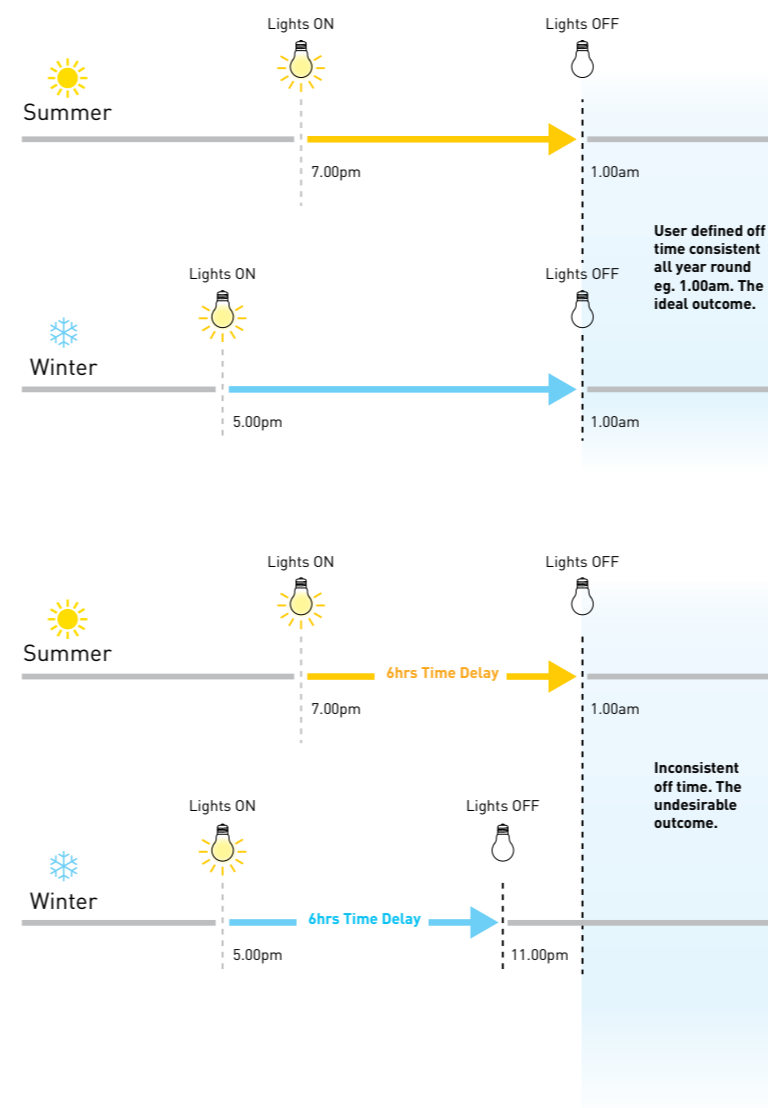 Lights ON
Lights OFF
Summer
7.00pm
1.00am
User defined off
time consistent
all year round
eg. 1.00am. The
ideal outcome.
Lights ON
Lights OFF
Winter
5.00pm
1.00am
Lights ON
Lights OFF
Summer
6hrs Time Delay
7.00pm
1.00am
Inconsistent
off time. The
undesirable
outcome.
Lights ON
Lights OFF
Winter
6hrs Time Delay
5.00pm
11.00pm